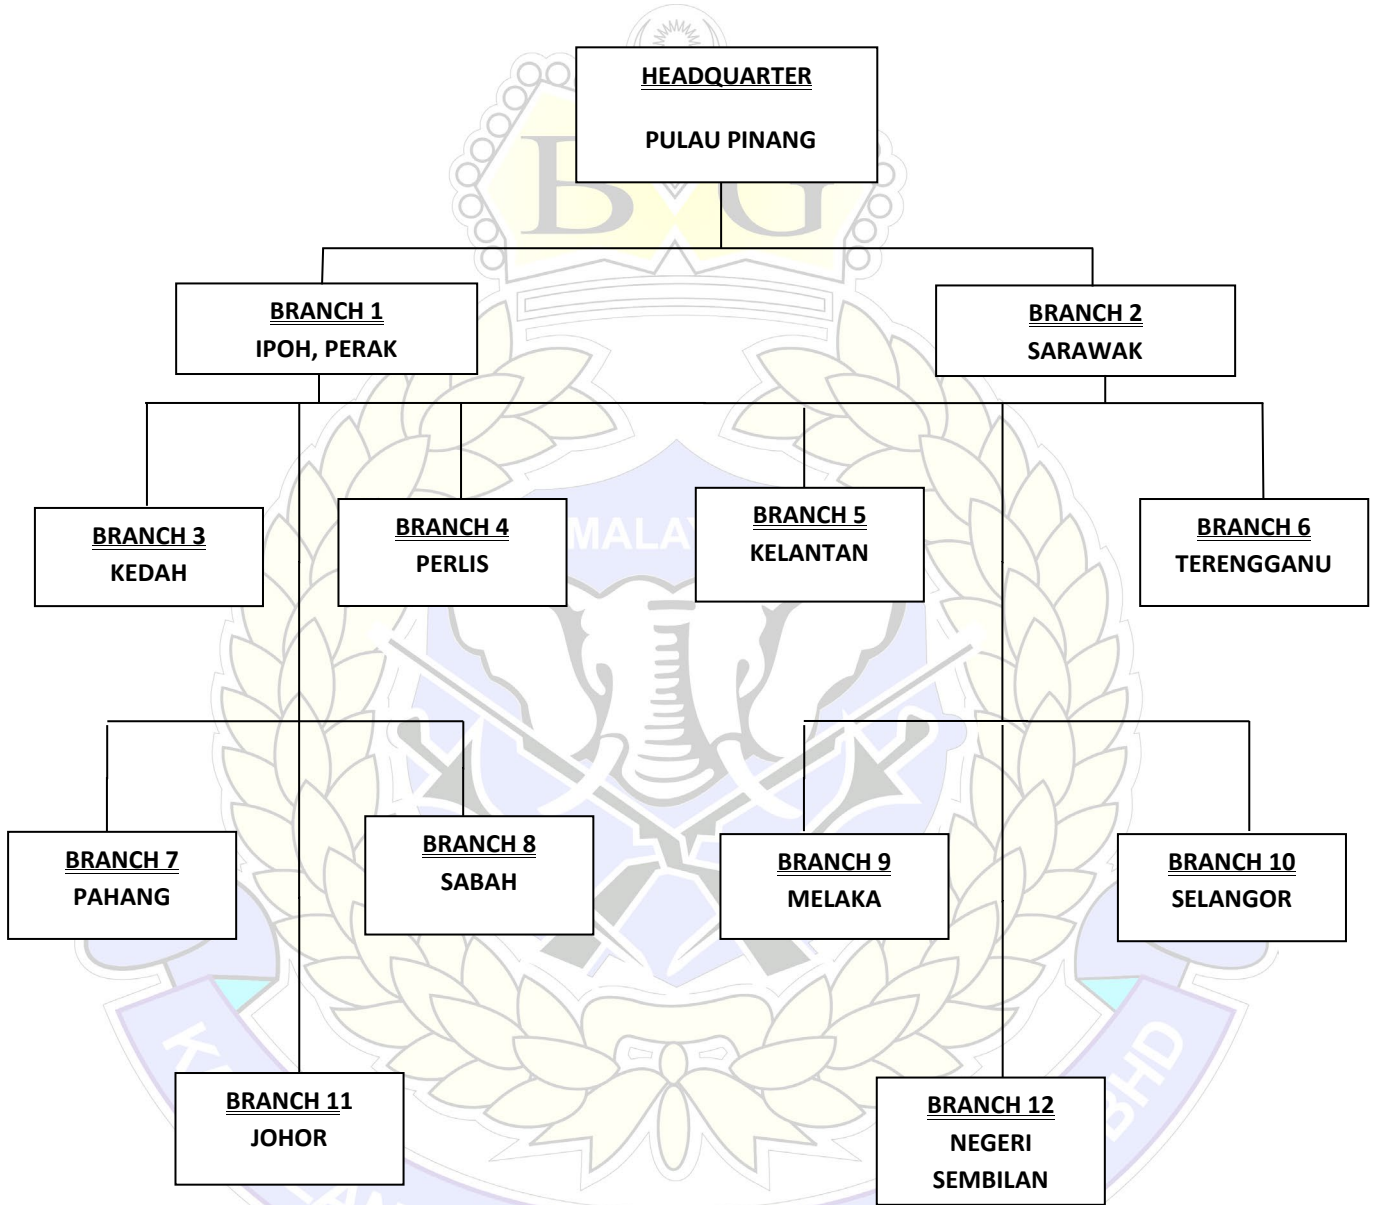 HEADQUARTER
PULAU PINANG
B G
BRANCH 1
IPOH, PERAK
BRANCH 2
SARAWAK
BRANCH 3
KEDAH
BRANCH 4
PERLIS
BRANCH 5
KELANTAN
BRANCH 6
TERENGGANU
BRANCH 7
PAHANG
BRANCH 8
SABAH
BRANCH 9
MELAKA
BRANCH 10
SELANGOR
BRANCH 11
JOHOR
BRANCH 12
NEGERI
SEMBILAN
BHD